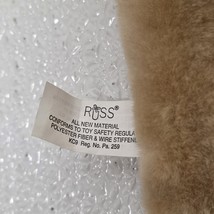 RUSS®
ALL NEW MATERIAL
CONFORMS TO TOY SAFETY REGULA
POLYESTER FIBER & WIRE STIFFENE
KC9 Reg. No. Pa. 259